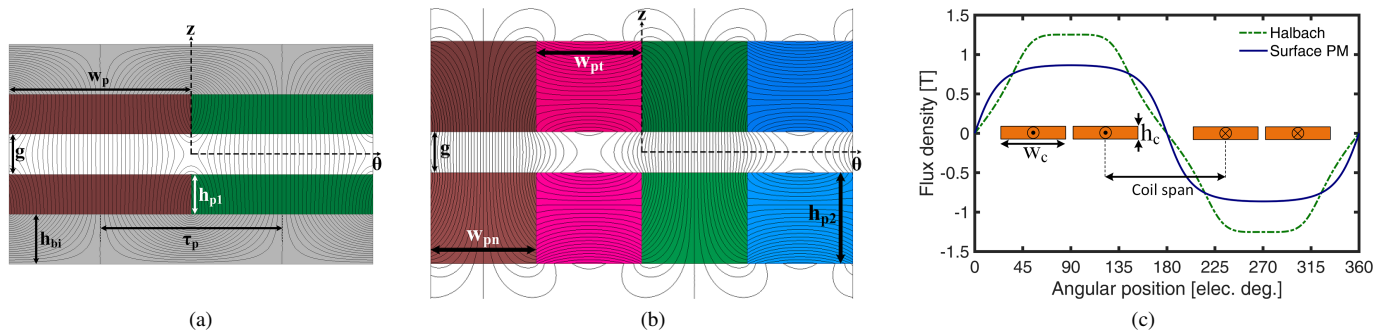 z
w_p
g
θ
h_p1
h_bi
τ_p
(a)
z
w_pt
g
θ
h_p2
w_pn
(b)
Flux density [T]
1.5
1
0.5
0
-0.5
-1
-1.5
Halbach
Surface PM
h_c
w_c
Coil span
0 45 90 135 180 225 270 315 360
Angular position [elec. deg.]
(c)